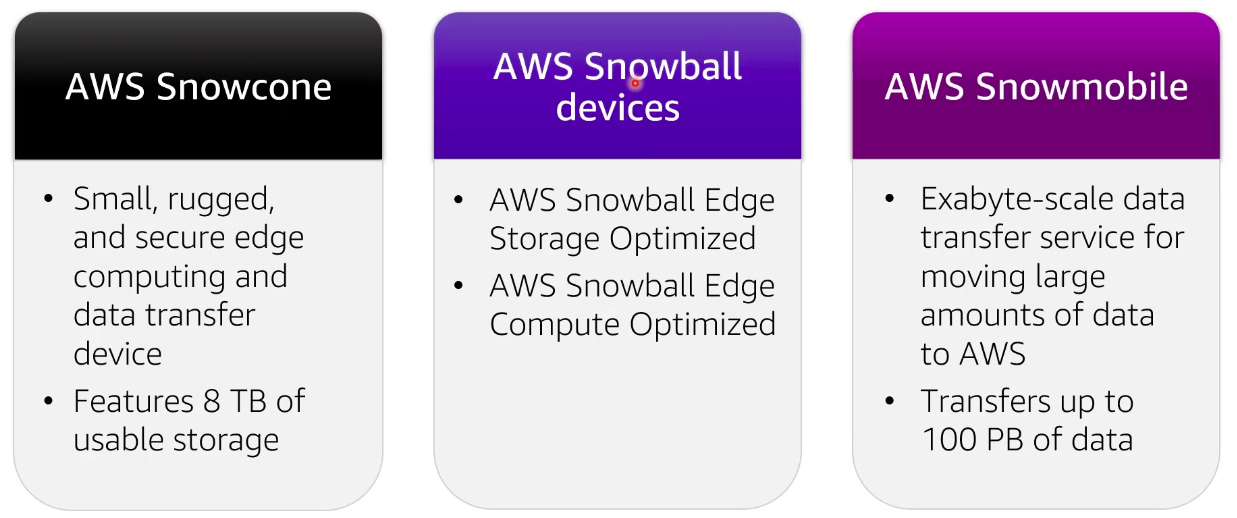 AWS Snowcone
• Small, rugged,
and secure edge
computing and
data transfer
device
• Features 8 TB of
usable storage
AWS Snowball
devices
• AWS Snowball Edge
Storage Optimized
• AWS Snowball Edge
Compute Optimized
AWS Snowmobile
• Exabyte-scale data
transfer service for
moving large
amounts of data
to AWS
• Transfers up to
100 PB of data